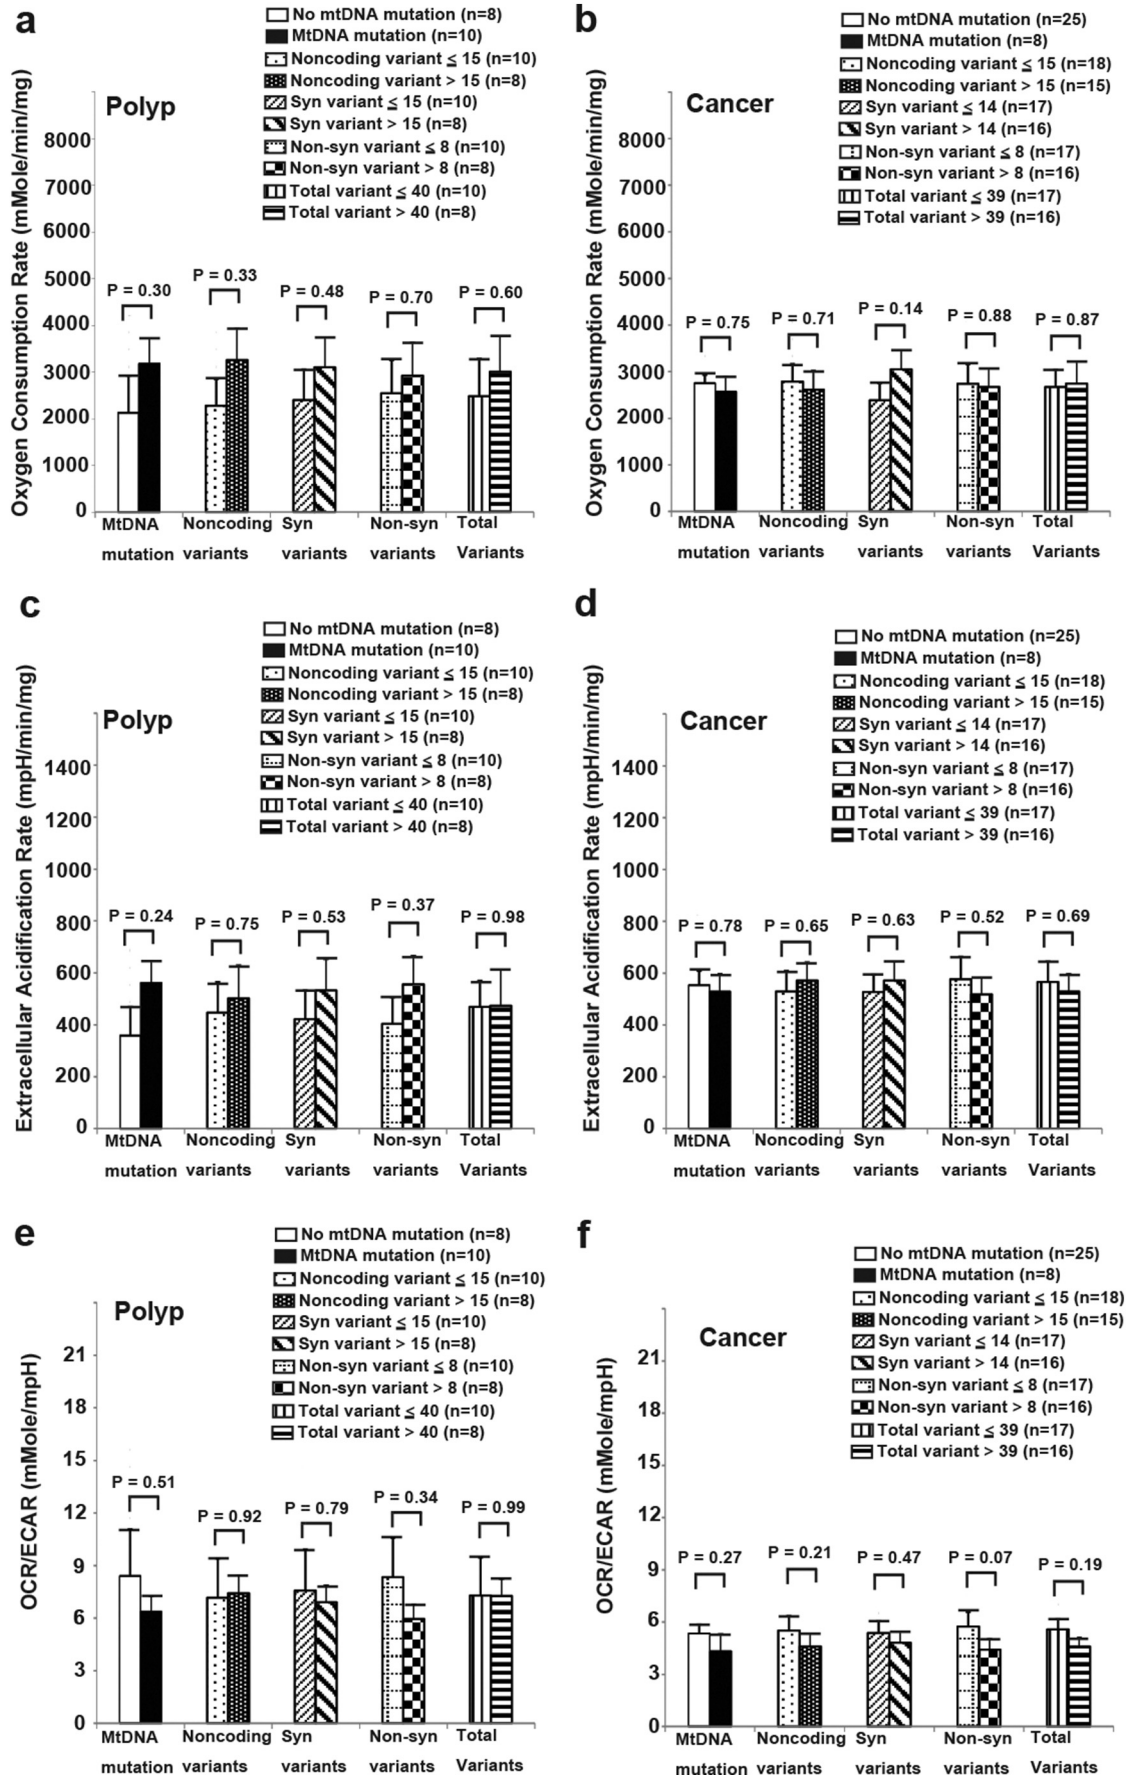 a
No mtDNA mutation (n=8)
MtDNA mutation (n=10)
Noncoding variant ≤ 15 (n=10)
Noncoding variant > 15 (n=8)
Syn variant ≤ 15 (n=10)
Syn variant > 15 (n=8)
Non-syn variant ≤ 8 (n=10)
Non-syn variant > 8 (n=8)
Total variant ≤ 40 (n=10)
Total variant > 40 (n=8)
Polyp
Oxygen Consumption Rate (mMole/min/mg)
8000
7000
6000
5000
4000
3000
2000
1000
0
P = 0.30
P = 0.33
P = 0.48
P = 0.70
P = 0.60
MtDNA Noncoding Syn Non-syn Total
mutation variants variants variants Variants
b
No mtDNA mutation (n=25)
MtDNA mutation (n=8)
Noncoding variant ≤ 15 (n=18)
Noncoding variant > 15 (n=15)
Syn variant ≤ 14 (n=17)
Syn variant > 14 (n=16)
Non-syn variant ≤ 8 (n=17)
Non-syn variant > 8 (n=16)
Total variant ≤ 39 (n=17)
Total variant > 39 (n=16)
Cancer
Oxygen Consumption Rate (mMole/min/mg)
8000
7000
6000
5000
4000
3000
2000
1000
0
P = 0.75
P = 0.71
P = 0.14
P = 0.88
P = 0.87
MtDNA Noncoding Syn Non-syn Total
mutation variants variants variants Variants
c
No mtDNA mutation (n=8)
MtDNA mutation (n=10)
Noncoding variant ≤ 15 (n=10)
Noncoding variant > 15 (n=8)
Syn variant ≤ 15 (n=10)
Syn variant > 15 (n=8)
Non-syn variant ≤ 8 (n=10)
Non-syn variant > 8 (n=8)
Total variant ≤ 40 (n=10)
Total variant > 40 (n=8)
Polyp
Extracellular Acidification Rate (mpH/min/mg)
1400
1200
1000
800
600
400
200
0
P = 0.24
P = 0.75
P = 0.53
P = 0.37
P = 0.98
MtDNA Noncoding Syn Non-syn Total
mutation variants variants variants Variants
d
No mtDNA mutation (n=25)
MtDNA mutation (n=8)
Noncoding variant ≤ 15 (n=18)
Noncoding variant > 15 (n=15)
Syn variant ≤ 14 (n=17)
Syn variant > 14 (n=16)
Non-syn variant ≤ 8 (n=17)
Non-syn variant > 8 (n=16)
Total variant ≤ 39 (n=17)
Total variant > 39 (n=16)
Cancer
Extracellular Acidification Rate (mpH/min/mg)
1400
1200
1000
800
600
400
200
0
P = 0.78
P = 0.65
P = 0.63
P = 0.52
P = 0.69
MtDNA Noncoding Syn Non-syn Total
mutation variants variants variants Variants
e
No mtDNA mutation (n=8)
MtDNA mutation (n=10)
Noncoding variant ≤ 15 (n=10)
Noncoding variant > 15 (n=8)
Syn variant ≤ 15 (n=10)
Syn variant > 15 (n=8)
Non-syn variant ≤ 8 (n=10)
Non-syn variant > 8 (n=8)
Total variant ≤ 40 (n=10)
Total variant > 40 (n=8)
Polyp
OCR/ECAR (mMole/mpH)
21
18
15
12
9
6
3
0
P = 0.51
P = 0.92
P = 0.79
P = 0.34
P = 0.99
MtDNA Noncoding Syn Non-syn Total
mutation variants variants variants Variants
f
No mtDNA mutation (n=25)
MtDNA mutation (n=8)
Noncoding variant ≤ 15 (n=18)
Noncoding variant > 15 (n=15)
Syn variant ≤ 14 (n=17)
Syn variant > 14 (n=16)
Non-syn variant ≤ 8 (n=17)
Non-syn variant > 8 (n=16)
Total variant ≤ 39 (n=17)
Total variant > 39 (n=16)
Cancer
OCR/ECAR (mMole/mpH)
21
18
15
12
9
6
3
0
P = 0.27
P = 0.21
P = 0.47
P = 0.07
P = 0.19
MtDNA Noncoding Syn Non-syn Total
mutation variants variants variants Variants